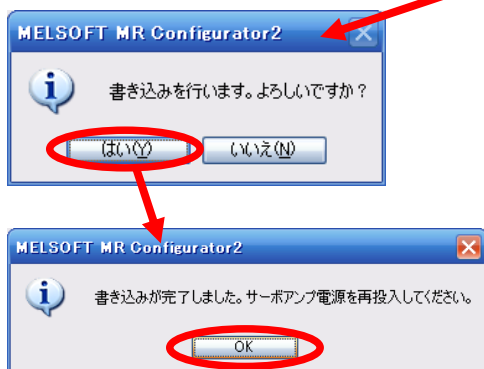 MELSOFT MR Configurator2
書き込みを行います。よろしいですか？
はい(Y)
いいえ(N)
MELSOFT MR Configurator2
書き込みが完了しました。サーボアンプ電源を再投入してください。
OK